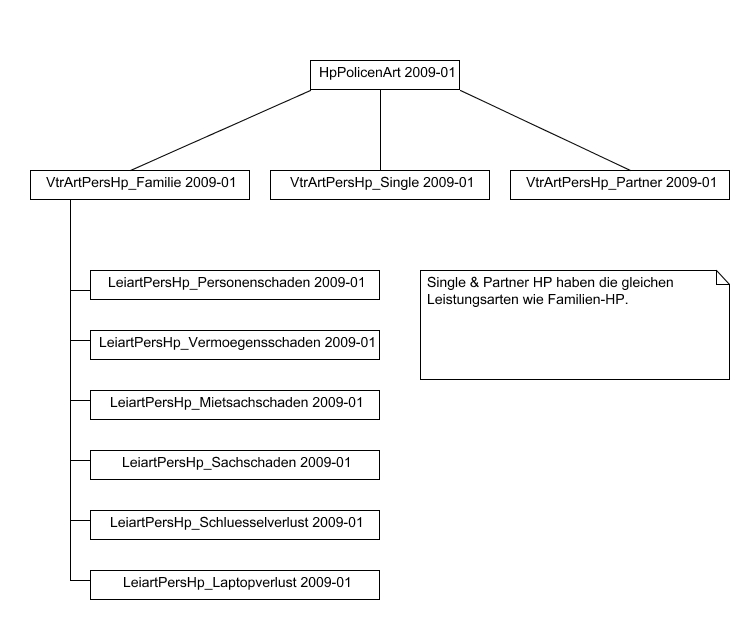 HpPolicenArt 2009-01
VtrArtPersHp_Familie 2009-01
VtrArtPersHp_Single 2009-01
VtrArtPersHp_Partner 2009-01
LeiartPersHp_Personenschaden 2009-01
Single & Partner HP haben die gleichen
Leistungsarten wie Familien-HP.
LeiartPersHp_Vermoegensschaden 2009-01
LeiartPersHp_Mietsachschaden 2009-01
LeiartPersHp_Sachschaden 2009-01
LeiartPersHp_Schluesselverlust 2009-01
LeiartPersHp_Laptopverlust 2009-01